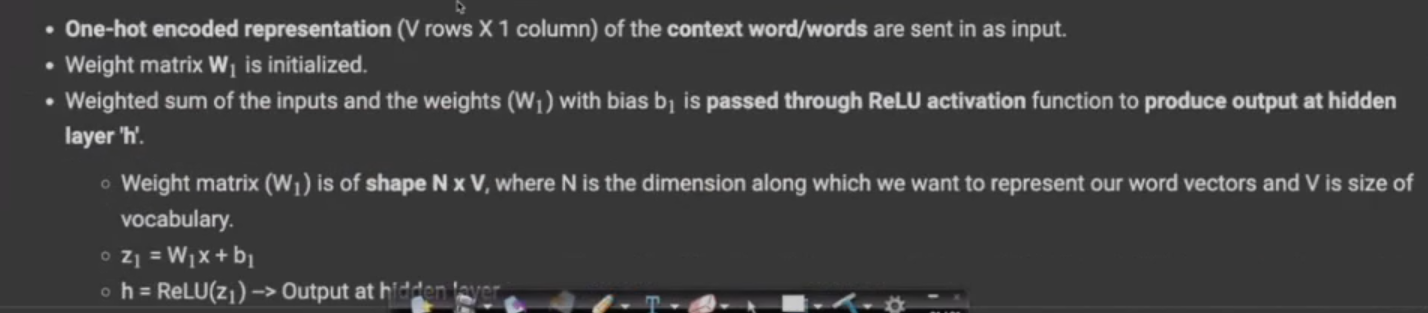 • One-hot encoded representation (V rows X 1 column) of the context word/words are sent in as input.
• Weight matrix W₁ is initialized.
• Weighted sum of the inputs and the weights (W₁) with bias b₁ is passed through ReLU activation function to produce output at hidden
layer 'h'.
◦ Weight matrix (W₁) is of shape N x V, where N is the dimension along which we want to represent our word vectors and V is size of
vocabulary.
◦ z₁ = W₁x + b₁
◦ h = ReLU(z₁) –> Output at hidden layer